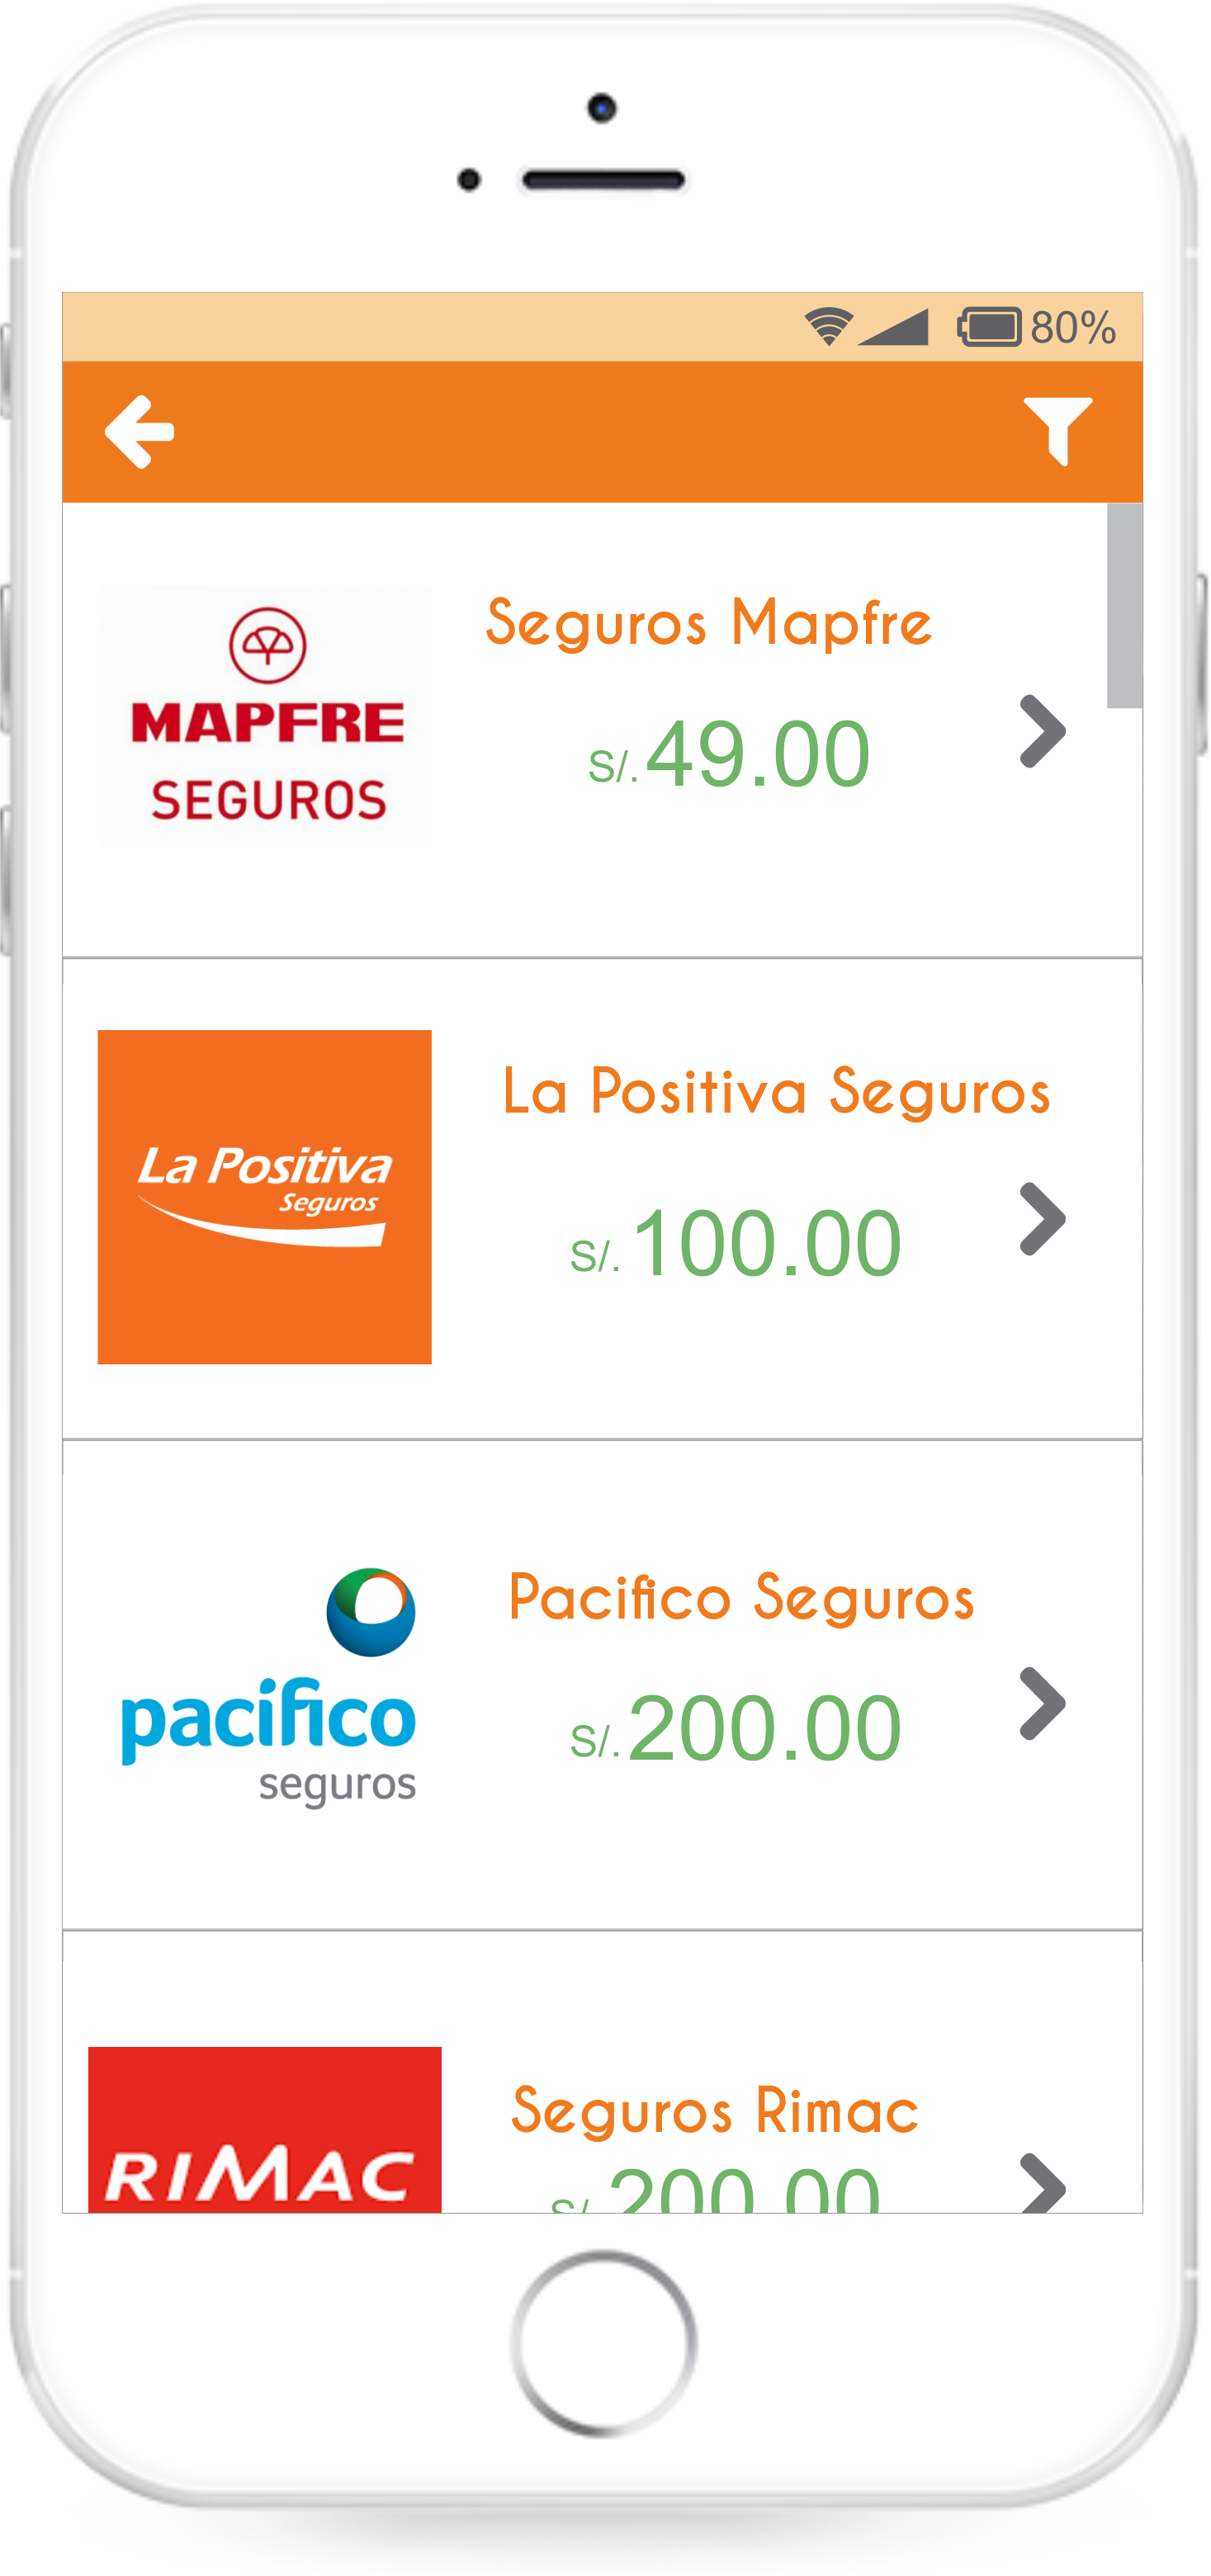 80%
MAPFRE
SEGUROS
Seguros Mapfre
S/.49.00
La Positiva
Seguros
La Positiva Seguros
S/.100.00
pacifico
seguros
Pacifico Seguros
S/.200.00
RIMAC
Seguros Rimac
S/.200.00